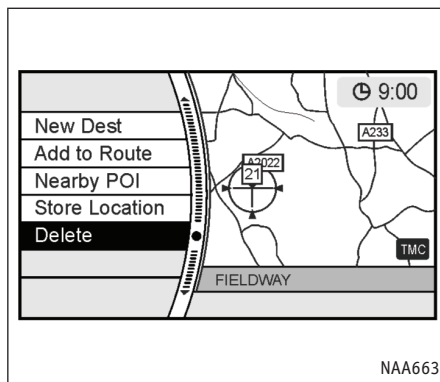 9:00
New Dest
Add to Route
Nearby POI
Store Location
Delete
A233
A2022
21
TMC
FIELDWAY
NAA663